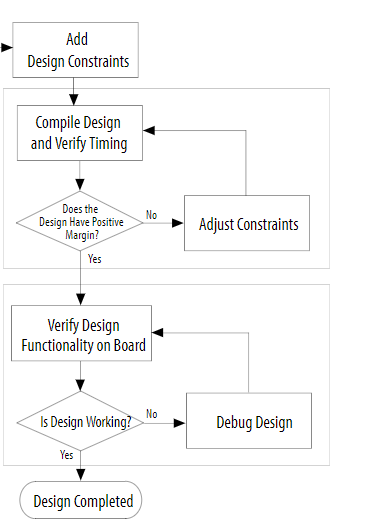 Add
Design Constraints
Compile Design
and Verify Timing
Does the
Design Have Positive
Margin?
No
Adjust Constraints
Yes
Verify Design
Functionality on Board
Is Design Working?
No
Debug Design
Yes
Design Completed